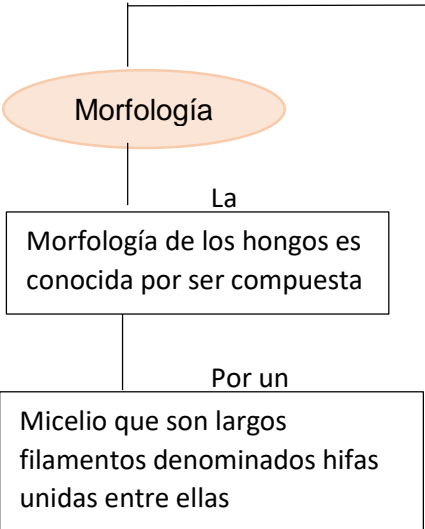 Morfología
La
Morfología de los hongos es
conocida por ser compuesta
Por un
Micelio que son largos
filamentos denominados hifas
unidas entre ellas